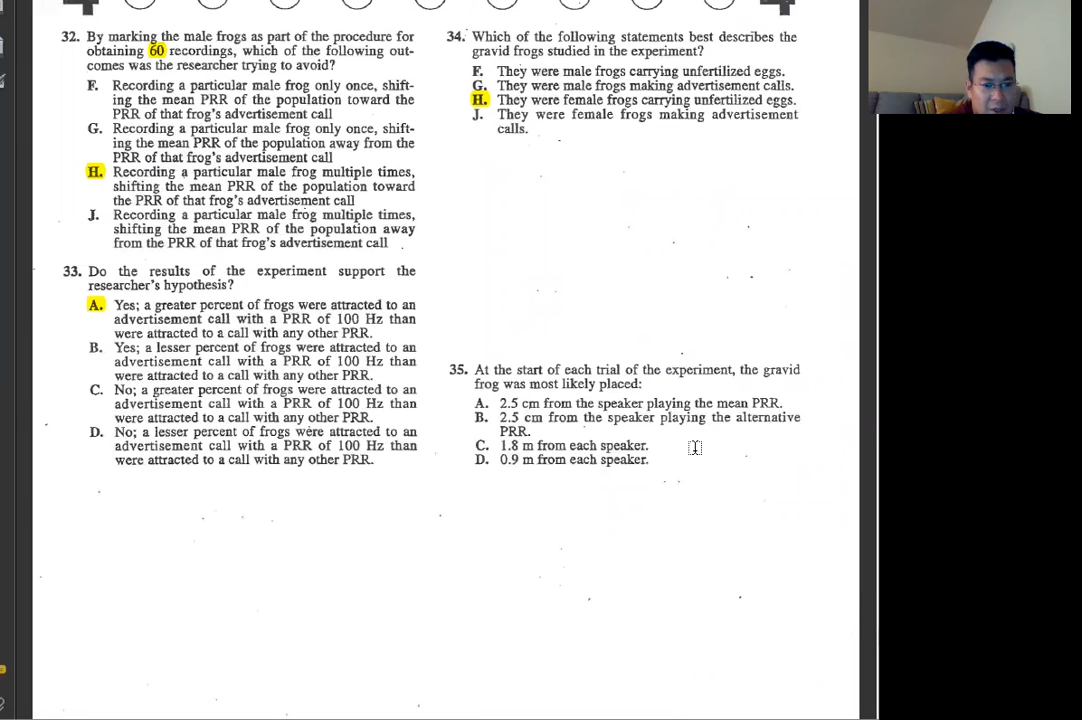 4
4
32. By marking the male frogs as part of the procedure for
obtaining 60 recordings, which of the following out-
comes was the researcher trying to avoid?
F. Recording a particular male frog only once, shift-
ing the mean PRR of the population toward the
PRR of that frog's advertisement call
G. Recording a particular male frog only once, shift-
ing the mean PRR of the population away from the
PRR of that frog's advertisement call
H. Recording a particular male frog multiple times,
shifting the mean PRR of the population toward
the PRR of that frog's advertisement call
J. Recording a particular male frog multiple times,
shifting the mean PRR of the population away
from the PRR of that frog's advertisement call
33. Do the results of the experiment support the
researcher's hypothesis?
A. Yes; a greater percent of frogs were attracted to an
advertisement call with a PRR of 100 Hz than
were attracted to a call with any other PRR.
B. Yes; a lesser percent of frogs were attracted to an
advertisement call with a PRR of 100 Hz than
were attracted to a call with any other PRR.
C. No; a greater percent of frogs were attracted to an
advertisement call with a PRR of 100 Hz than
were attracted to a call with any other PRR.
D. No; a lesser percent of frogs were attracted to an
advertisement call with a PRR of 100 Hz than
were attracted to a call with any other PRR.
34. Which of the following statements best describes the
gravid frogs studied in the experiment?
F. They were male frogs carrying unfertilized eggs.
G. They were male frogs making advertisement calls.
H. They were female frogs carrying unfertilized eggs.
J. They were female frogs making advertisement
calls.
35. At the start of each trial of the experiment, the gravid
frog was most likely placed:
A. 2.5 cm from the speaker playing the mean PRR.
B. 2.5 cm from the speaker playing the alternative
PRR.
C. 1.8 m from each speaker.
D. 0.9 m from each speaker.